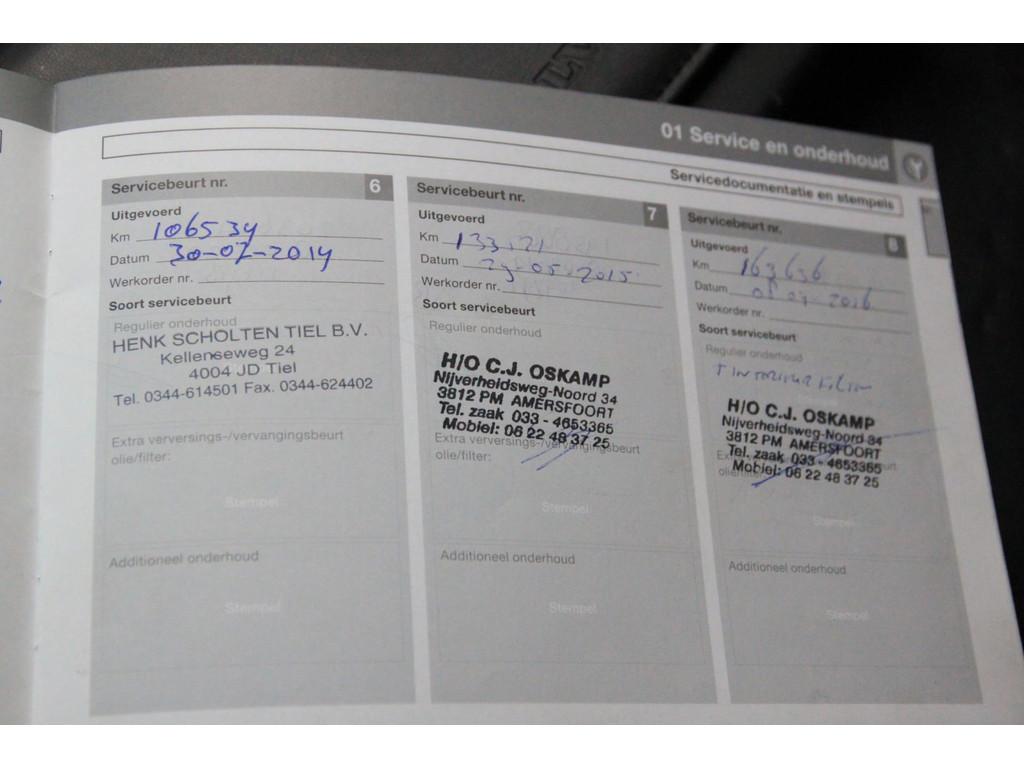 01 Service en onderhoud
Servicedocumentatie en stempels
Servicebeurt nr. 6
Uitgevoerd
Km 106534
Datum 30-07-2014
Werkorder nr.
Soort servicebeurt
Regulier onderhoud
HENK SCHOLTEN TIEL B.V.
Kellenseweg 24
4004 JD Tiel
Tel. 0344-614501 Fax. 0344-624402
Extra verversings-/vervangingsbeurt
olie/filter:
Stempel
Additioneel onderhoud
Stempel
Servicebeurt nr. 7
Uitgevoerd
Km
Datum 29-05-2015
Werkorder nr.
Soort servicebeurt
Regulier onderhoud
H/O C.J. OSKAMP
Nijverheidsweg-Noord 34
3812 PM AMERSFOORT
Tel. zaak 033 - 4653365
Mobiel: 06 22 48 37 25
Extra verversings-/vervangingsbeurt
olie/filter:
Stempel
Additioneel onderhoud
Stempel
Servicebeurt nr. 8
Uitgevoerd
Km 163636
Datum 2016
Werkorder nr.
Soort servicebeurt
Regulier onderhoud
H/O C.J. OSKAMP
Nijverheidsweg-Noord 34
3812 PM AMERSFOORT
Tel. zaak 033 - 4653365
Mobiel: 06 22 48 37 25
Stempel
Additioneel onderhoud
Stempel